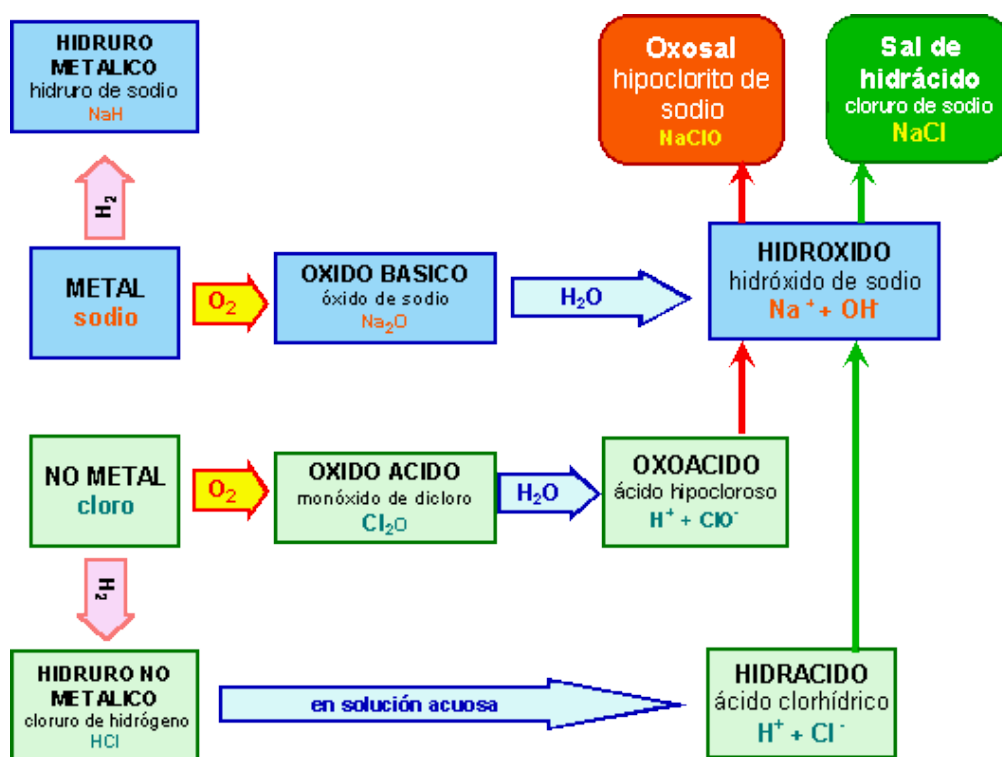 HIDRURO
METALICO
hidruro de sodio
NaH
Oxosal
hipoclorito de
sodio
NaClO
Sal de
hidrácido
cloruro de sodio
NaCl
H₂
METAL
sodio
O₂
OXIDO BASICO
óxido de sodio
Na₂O
H₂O
HIDROXIDO
hidróxido de sodio
Na⁺ + OH⁻
NO METAL
cloro
O₂
OXIDO ACIDO
monóxido de dicloro
Cl₂O
H₂O
OXOACIDO
ácido hipocloroso
H⁺ + ClO⁻
H₂
HIDRURO NO
METALICO
cloruro de hidrógeno
HCl
en solución acuosa
HIDRACIDO
ácido clorhídrico
H⁺ + Cl⁻